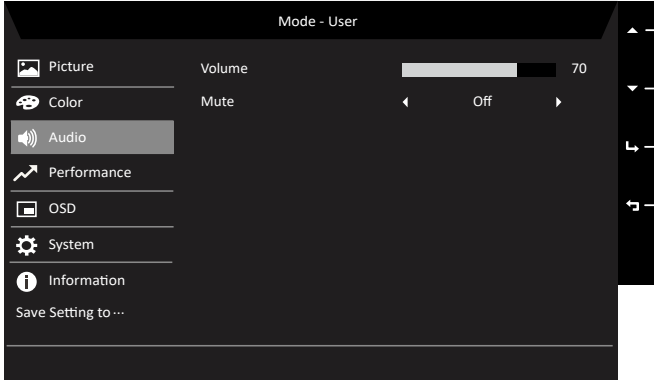 Mode - User
Picture
Volume 70
Color
Mute Off
Audio
Performance
OSD
System
Information
Save Setting to ...